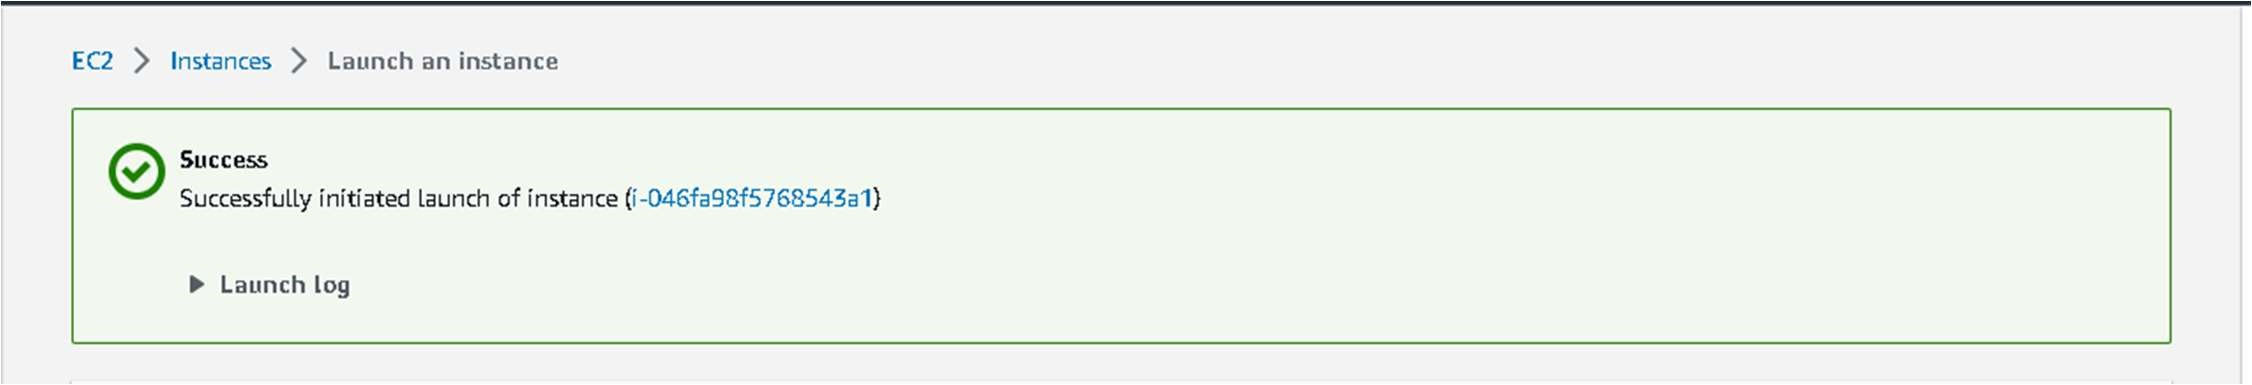 EC2 > Instances > Launch an instance
Success
Successfully initiated launch of instance (i-046fa98f5768543a1)
Launch log